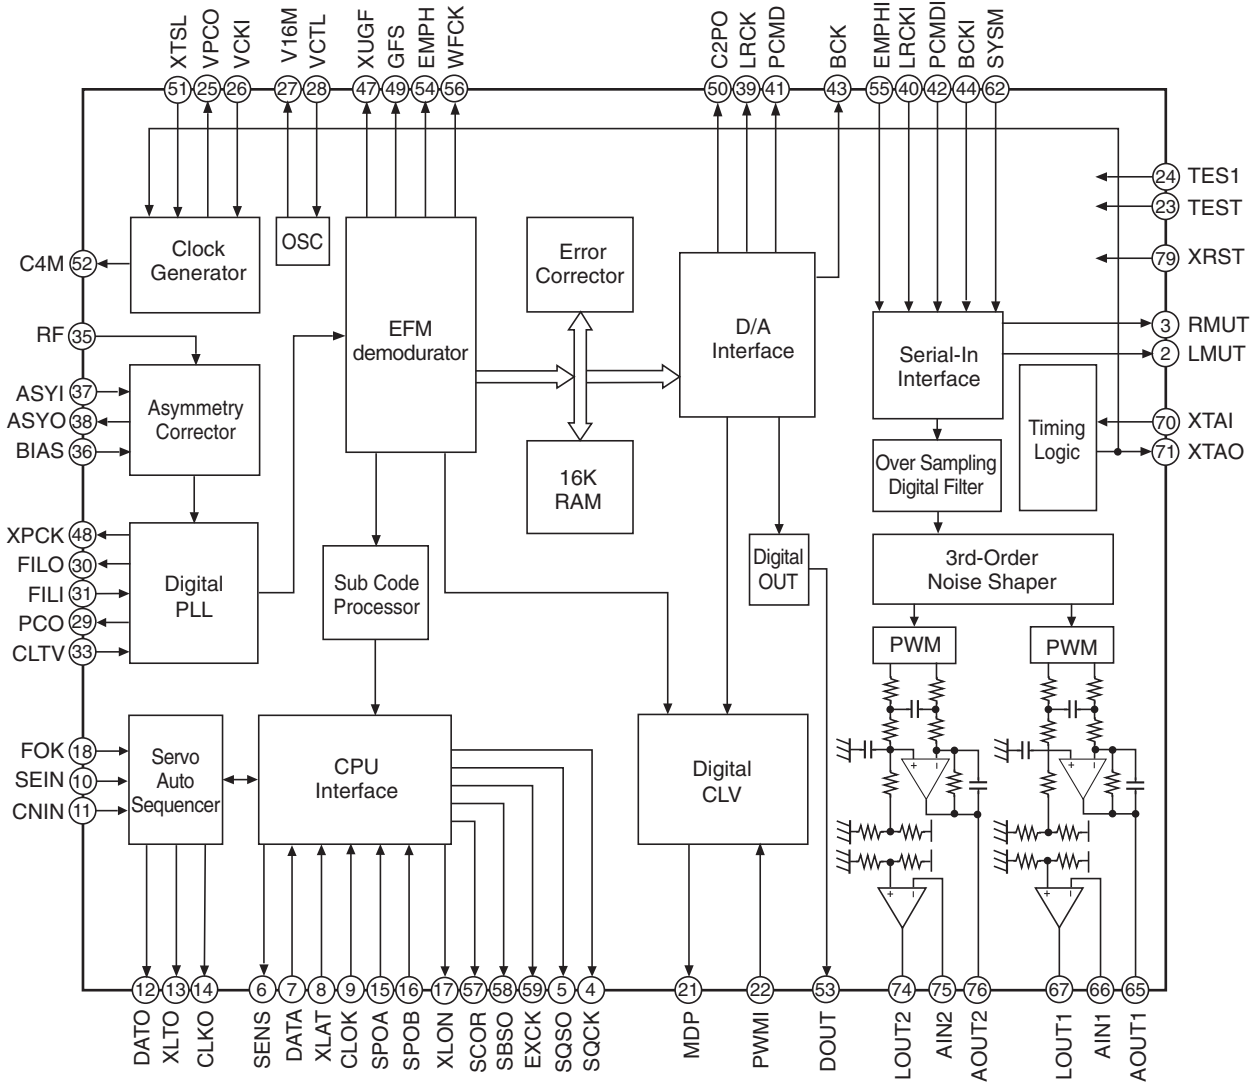 XTSL
VPCO
VCKI
V16M
VCTL
XUGF
GFS
EMPH
WFCK
C2PO
LRCK
PCMD
BCK
EMPHI
LRCKI
PCMDI
BCKI
SYSM
51
25
26
27
28
47
49
54
56
50
39
41
43
55
40
42
44
62
24 TES1
23 TEST
79 XRST
3 RMUT
2 LMUT
70 XTAI
71 XTAO
C4M 52
RF 35
ASYI 37
ASYO 38
BIAS 36
XPCK 48
FILO 30
FILI 31
PCO 29
CLTV 33
FOK 18
SEIN 10
CNIN 11
Clock
Generator
OSC
EFM
demodurator
Error
Corrector
D/A
Interface
Serial-In
Interface
Timing
Logic
Asymmetry
Corrector
16K
RAM
Over Sampling
Digital Filter
Digital
PLL
Sub Code
Processor
Digital
OUT
3rd-Order
Noise Shaper
PWM
PWM
Servo
Auto
Sequencer
CPU
Interface
Digital
CLV
+ −
+ −
+ −
+ −
12
13
14
6
7
8
9
15
16
17
57
58
59
5
4
21
22
53
74
75
76
67
66
65
DATO
XLTO
CLKO
SENS
DATA
XLAT
CLOK
SPOA
SPOB
XLON
SCOR
SBSO
EXCK
SQSO
SQCK
MDP
PWMI
DOUT
LOUT2
AIN2
AOUT2
LOUT1
AIN1
AOUT1